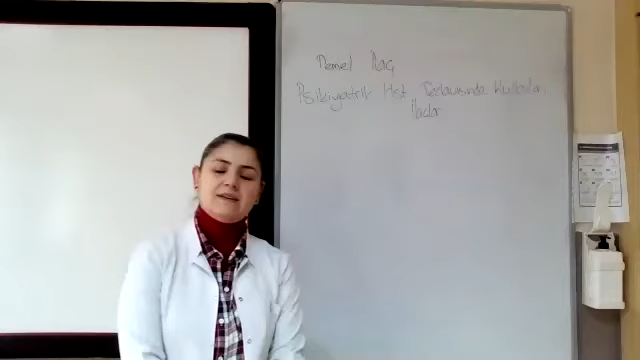 Temel İlaç
Psikiyatrik Hst Tedavisinde Kullanılan
İlaçlar